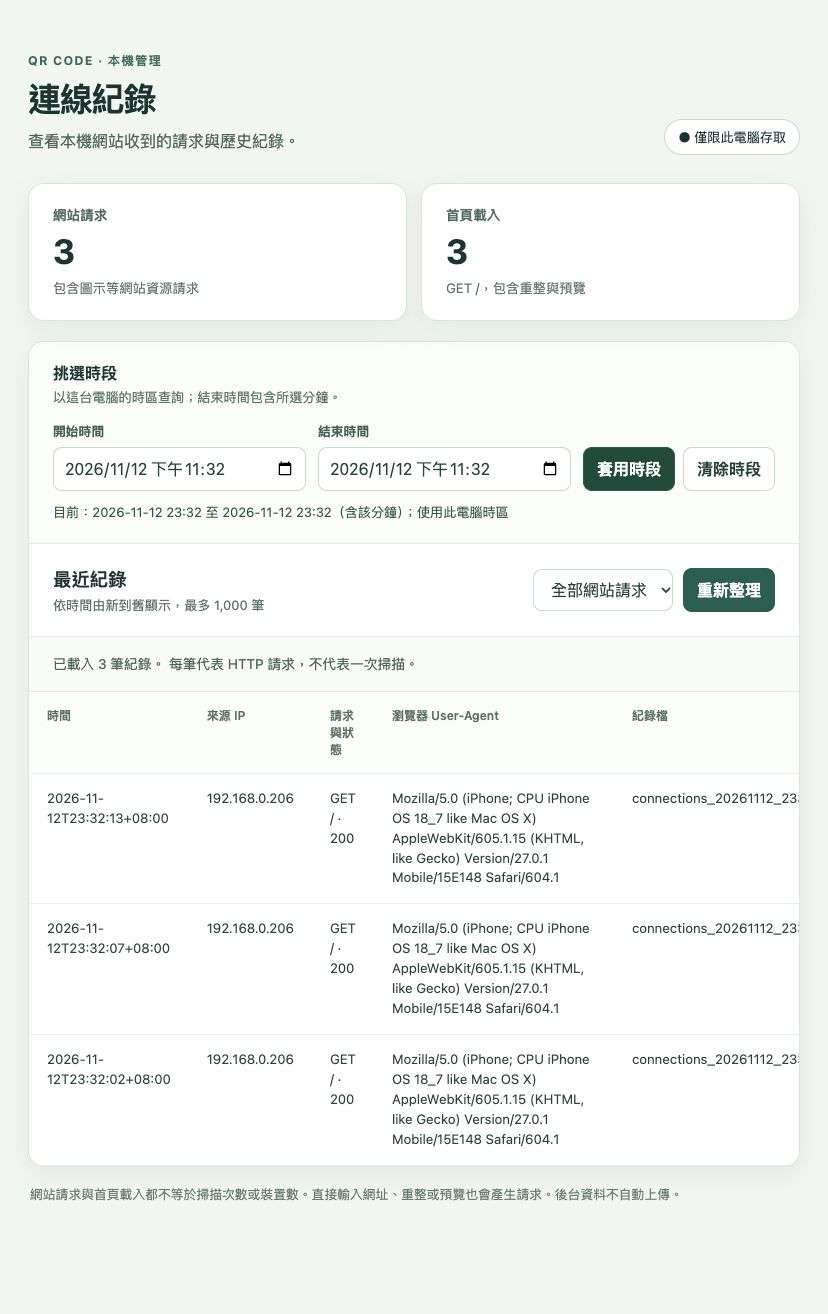 QR CODE · 本機管理
連線紀錄
查看本機網站收到的請求與歷史紀錄。
● 僅限此電腦存取
網站請求
3
包含圖示等網站資源請求
首頁載入
3
GET /,包含重整與預覽
挑選時段
以這台電腦的時區查詢;結束時間包含所選分鐘。
開始時間
2026/11/12 下午11:32
結束時間
2026/11/12 下午11:32
套用時段
清除時段
目前:2026-11-12 23:32 至 2026-11-12 23:32(含該分鐘);使用此電腦時區
最近紀錄
依時間由新到舊顯示,最多 1,000 筆
全部網站請求
重新整理
已載入 3 筆紀錄。 每筆代表 HTTP 請求,不代表一次掃描。
時間
來源 IP
請求
與狀
態
瀏覽器 User-Agent
紀錄檔
2026-11-
12T23:32:13+08:00
192.168.0.206
GET
/ ·
200
Mozilla/5.0 (iPhone; CPU iPhone
OS 18_7 like Mac OS X)
AppleWebKit/605.1.15 (KHTML,
like Gecko) Version/27.0.1
Mobile/15E148 Safari/604.1
connections_20261112_23
2026-11-
12T23:32:07+08:00
192.168.0.206
GET
/ ·
200
Mozilla/5.0 (iPhone; CPU iPhone
OS 18_7 like Mac OS X)
AppleWebKit/605.1.15 (KHTML,
like Gecko) Version/27.0.1
Mobile/15E148 Safari/604.1
connections_20261112_23
2026-11-
12T23:32:02+08:00
192.168.0.206
GET
/ ·
200
Mozilla/5.0 (iPhone; CPU iPhone
OS 18_7 like Mac OS X)
AppleWebKit/605.1.15 (KHTML,
like Gecko) Version/27.0.1
Mobile/15E148 Safari/604.1
connections_20261112_23
網站請求與首頁載入都不等於掃描次數或裝置數。直接輸入網址、重整或預覽也會產生請求。後台資料不自動上傳。